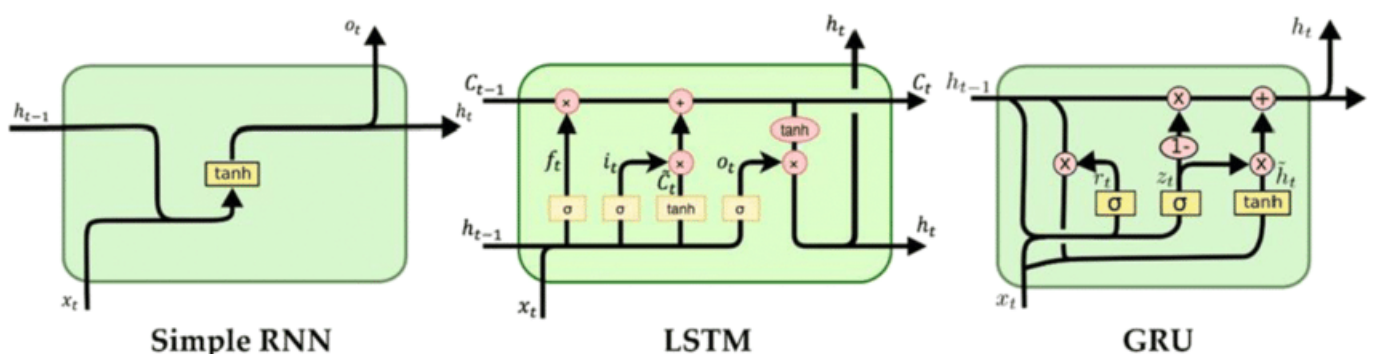 o_t
h_{t-1}
h_t
tanh
x_t
Simple RNN
h_t
C_{t-1}
× +
C_t
tanh
f_t i_t × C̃_t o_t ×
σ σ tanh σ
h_{t-1}
h_t
x_t
LSTM
h_t
h_{t-1}
x +
1-
x r_t z_t x h̃_t
σ σ tanh
x_t
GRU